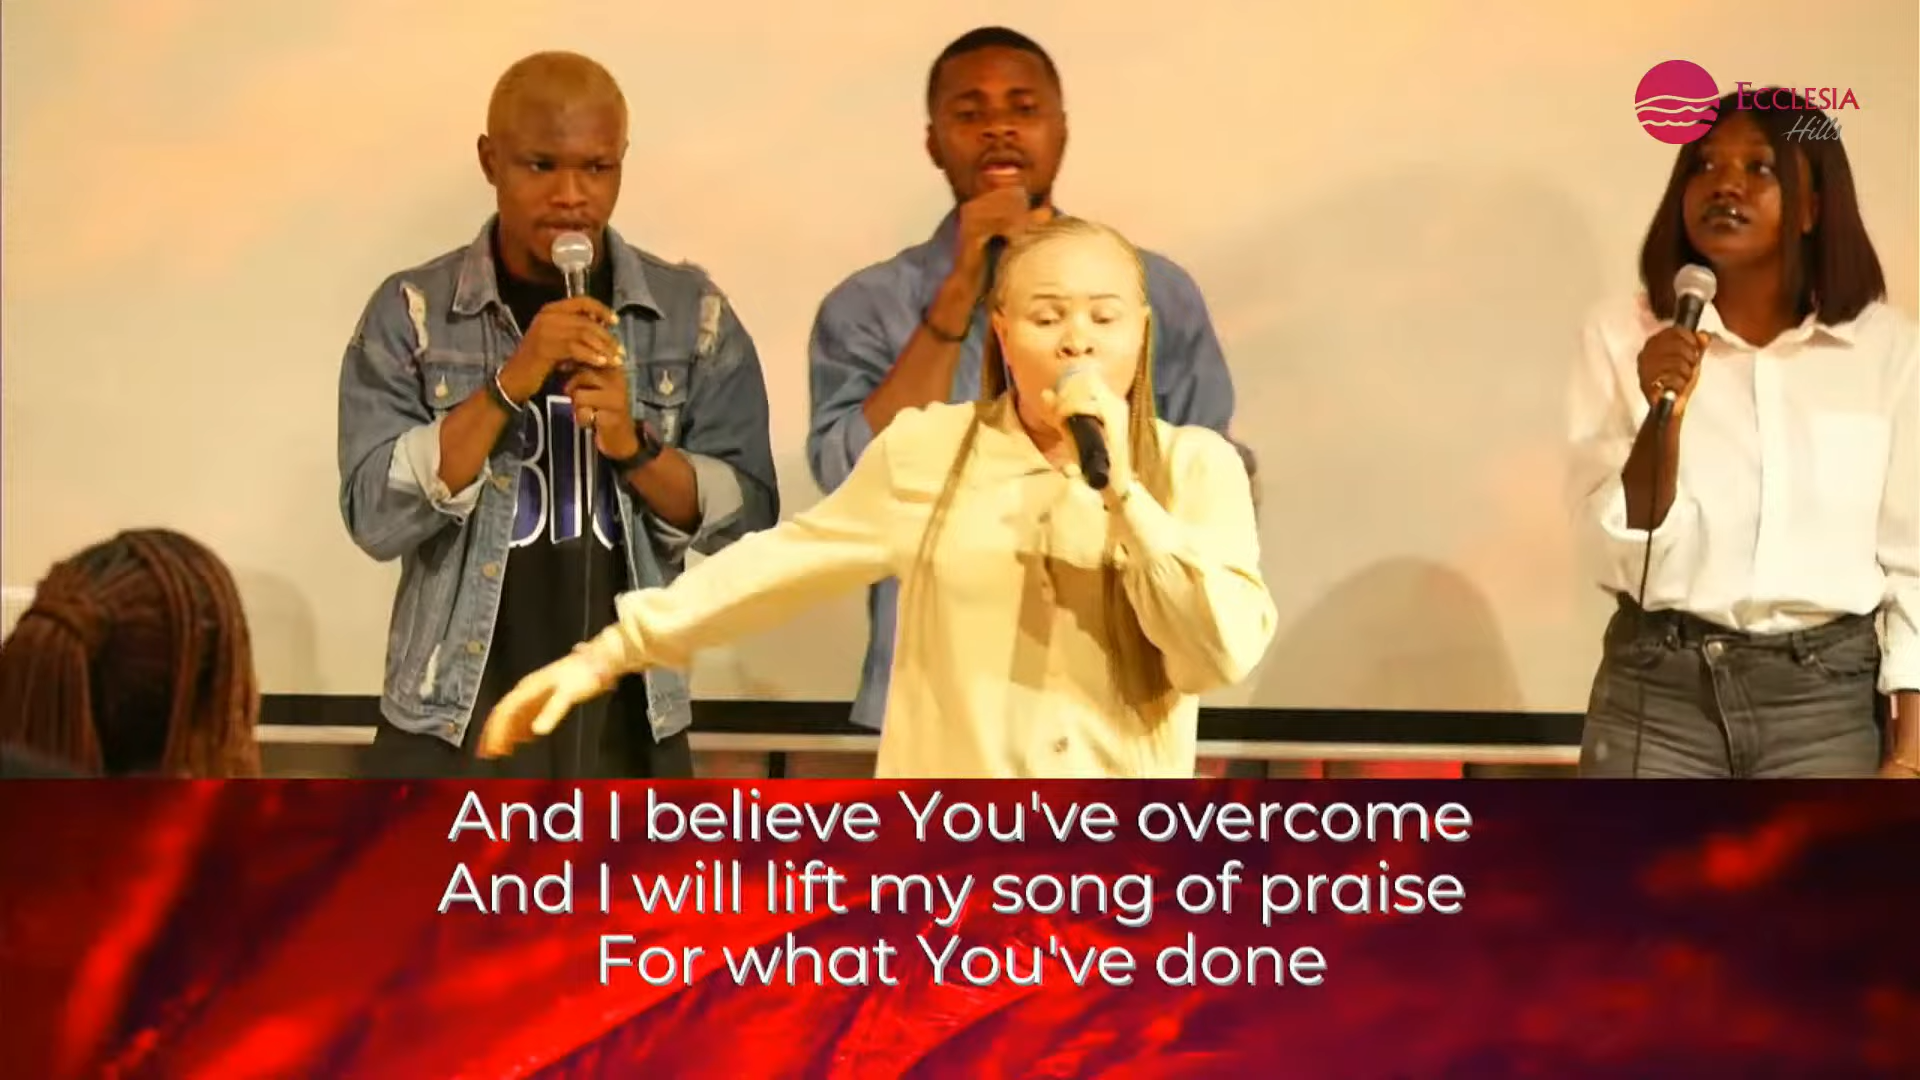 ECCLESIA
Hills
And I believe You've overcome
And I will lift my song of praise
For what You've done